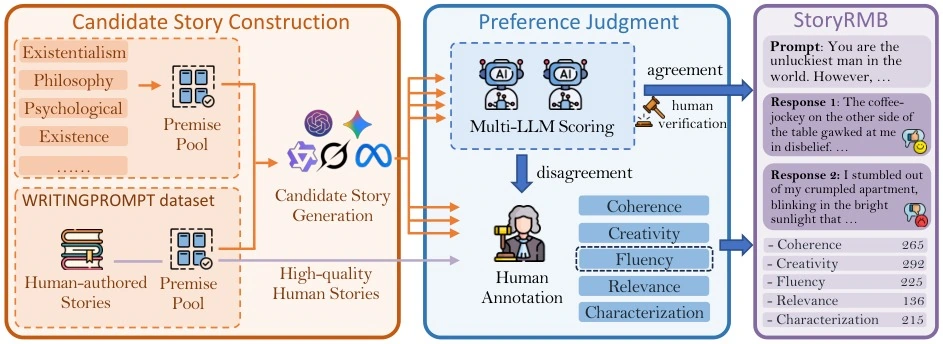 Candidate Story Construction
Existentialism
Philosophy
Psychological
Existence
……
Premise
Pool
WRITINGPROMPT dataset
Human-authored
Stories
Premise
Pool
Candidate Story
Generation
High-quality
Human Stories
Preference Judgment
AI
AI
Multi-LLM Scoring
agreement
human
verification
disagreement
Human
Annotation
Coherence
Creativity
Fluency
Relevance
Characterization
StoryRMB
Prompt: You are the
unluckiest man in the
world. However, …
Response 1: The coffee-
jockey on the other side of
the table gawked at me
in disbelief. …
Response 2: I stumbled out
of my crumpled apartment,
blinking in the bright
sunlight that …
- Coherence 265
- Creativity 292
- Fluency 225
- Relevance 136
- Characterization 215